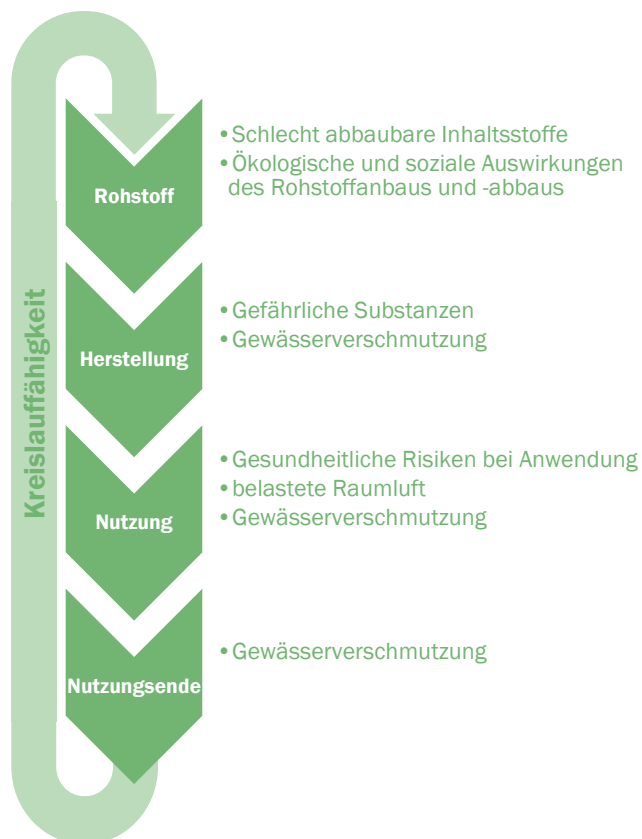 Kreislauffähigkeit
Rohstoff
• Schlecht abbaubare Inhaltsstoffe
• Ökologische und soziale Auswirkungen
des Rohstoffanbaus und -abbaus
Herstellung
• Gefährliche Substanzen
• Gewässerverschmutzung
Nutzung
• Gesundheitliche Risiken bei Anwendung
• belastete Raumluft
• Gewässerverschmutzung
Nutzungsende
• Gewässerverschmutzung